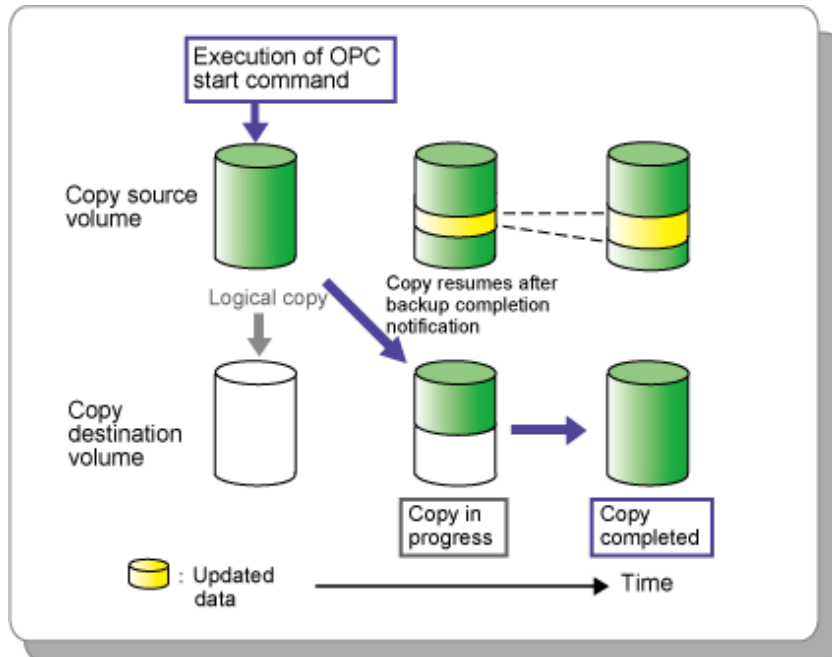 Execution of OPC
start command
Copy source
volume
Logical copy
Copy resumes after
backup completion
notification
Copy
destination
volume
Copy in
progress
Copy
completed
: Updated
data
Time